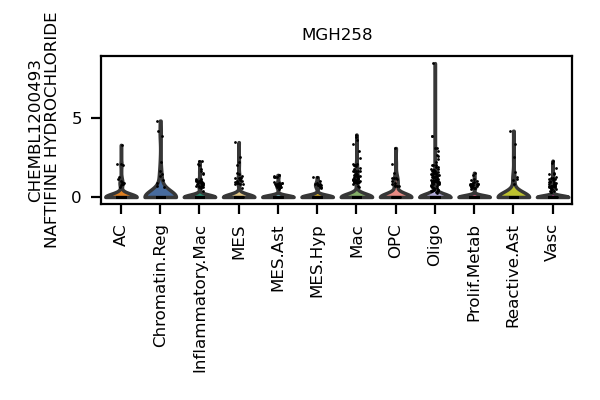 MGH258
CHEMBL1200493
NAFTIFINE HYDROCHLORIDE
5
0
AC
Chromatin.Reg
Inflammatory.Mac
MES
MES.Ast
MES.Hyp
Mac
OPC
Oligo
Prolif.Metab
Reactive.Ast
Vasc